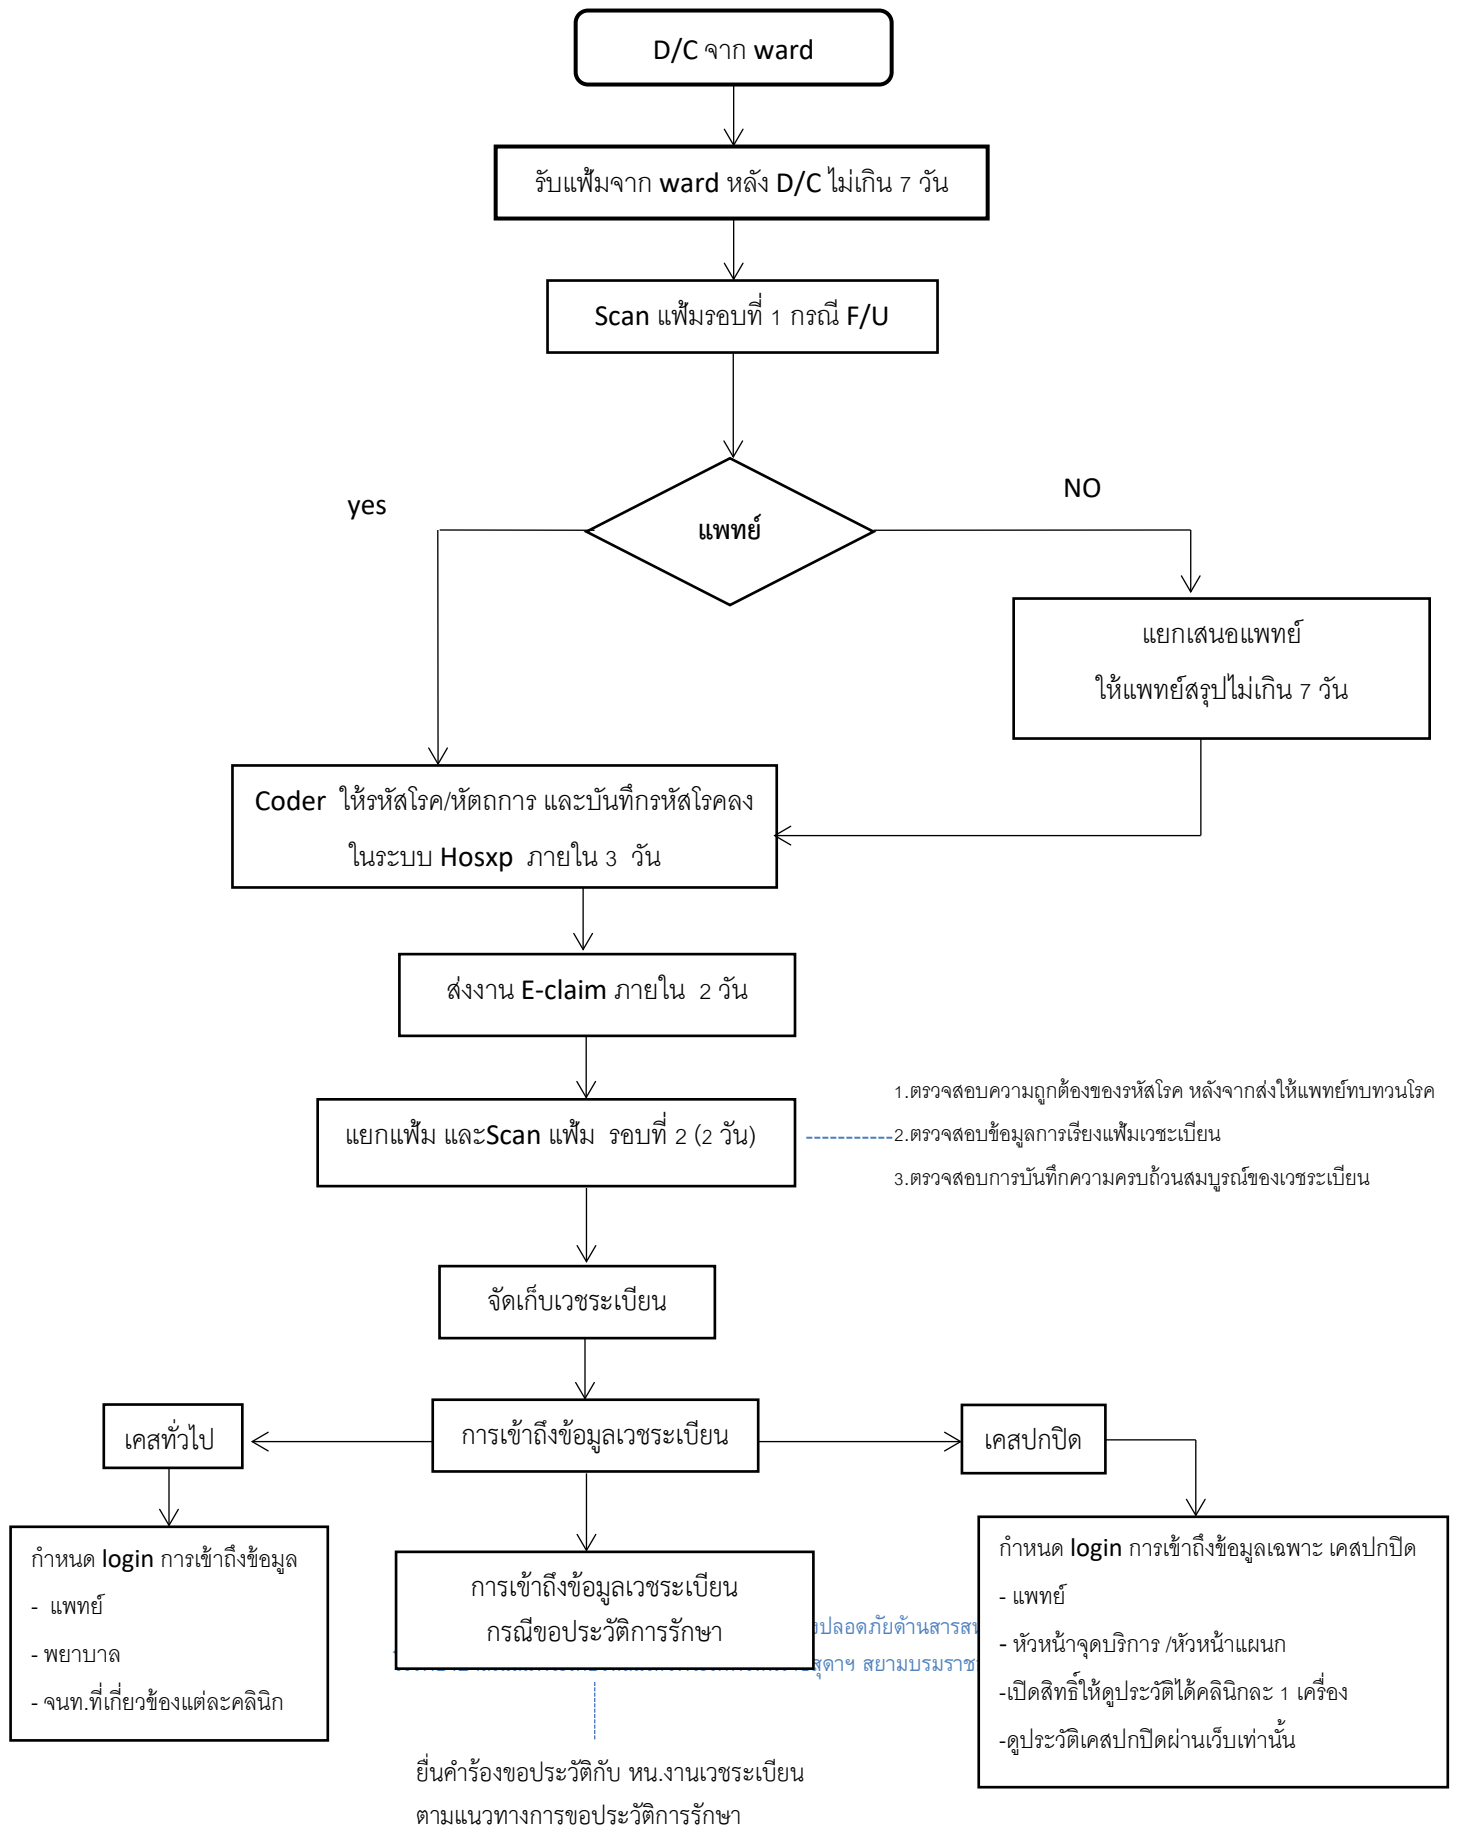 D/C จาก ward
รับแฟ้มจาก ward หลัง D/C ไม่เกิน 7 วัน
Scan แฟ้มรอบที่ 1 กรณี F/U
yes
NO
แพทย์
แยกเสนอแพทย์
ให้แพทย์สรุปไม่เกิน 7 วัน
Coder ให้รหัสโรค/หัตถการ และบันทึกรหัสโรคลง
ในระบบ Hosxp ภายใน 3 วัน
ส่งงาน E-claim ภายใน 2 วัน
แยกแฟ้ม และScan แฟ้ม รอบที่ 2 (2 วัน)
1.ตรวจสอบความถูกต้องของรหัสโรค หลังจากส่งให้แพทย์ทบทวนโรค
2.ตรวจสอบข้อมูลการเรียงแฟ้มเวชะเบียน
3.ตรวจสอบการบันทึกความครบถ้วนสมบูรณ์ของเวชระเบียน
จัดเก็บเวชระเบียน
เคสทั่วไป
การเข้าถึงข้อมูลเวชระเบียน
เคสปกปิด
กำหนด login การเข้าถึงข้อมูล
- แพทย์
- พยาบาล
- จนท.ที่เกี่ยวข้องแต่ละคลินิก
การเข้าถึงข้อมูลเวชระเบียน
กรณีขอประวัติการรักษา
ปลอดภัยด้านสารส
สุดาฯ สยามบรมราช
กำหนด login การเข้าถึงข้อมูลเฉพาะ เคสปกปิด
- แพทย์
- หัวหน้าจุดบริการ /หัวหน้าแผนก
-เปิดสิทธิ์ให้ดูประวัติได้คลินิกละ 1 เครื่อง
-ดูประวัติเคสปกปิดผ่านเว็บเท่านั้น
ยื่นคำร้องขอประวัติกับ หน.งานเวชระเบียน
ตามแนวทางการขอประวัติการรักษา